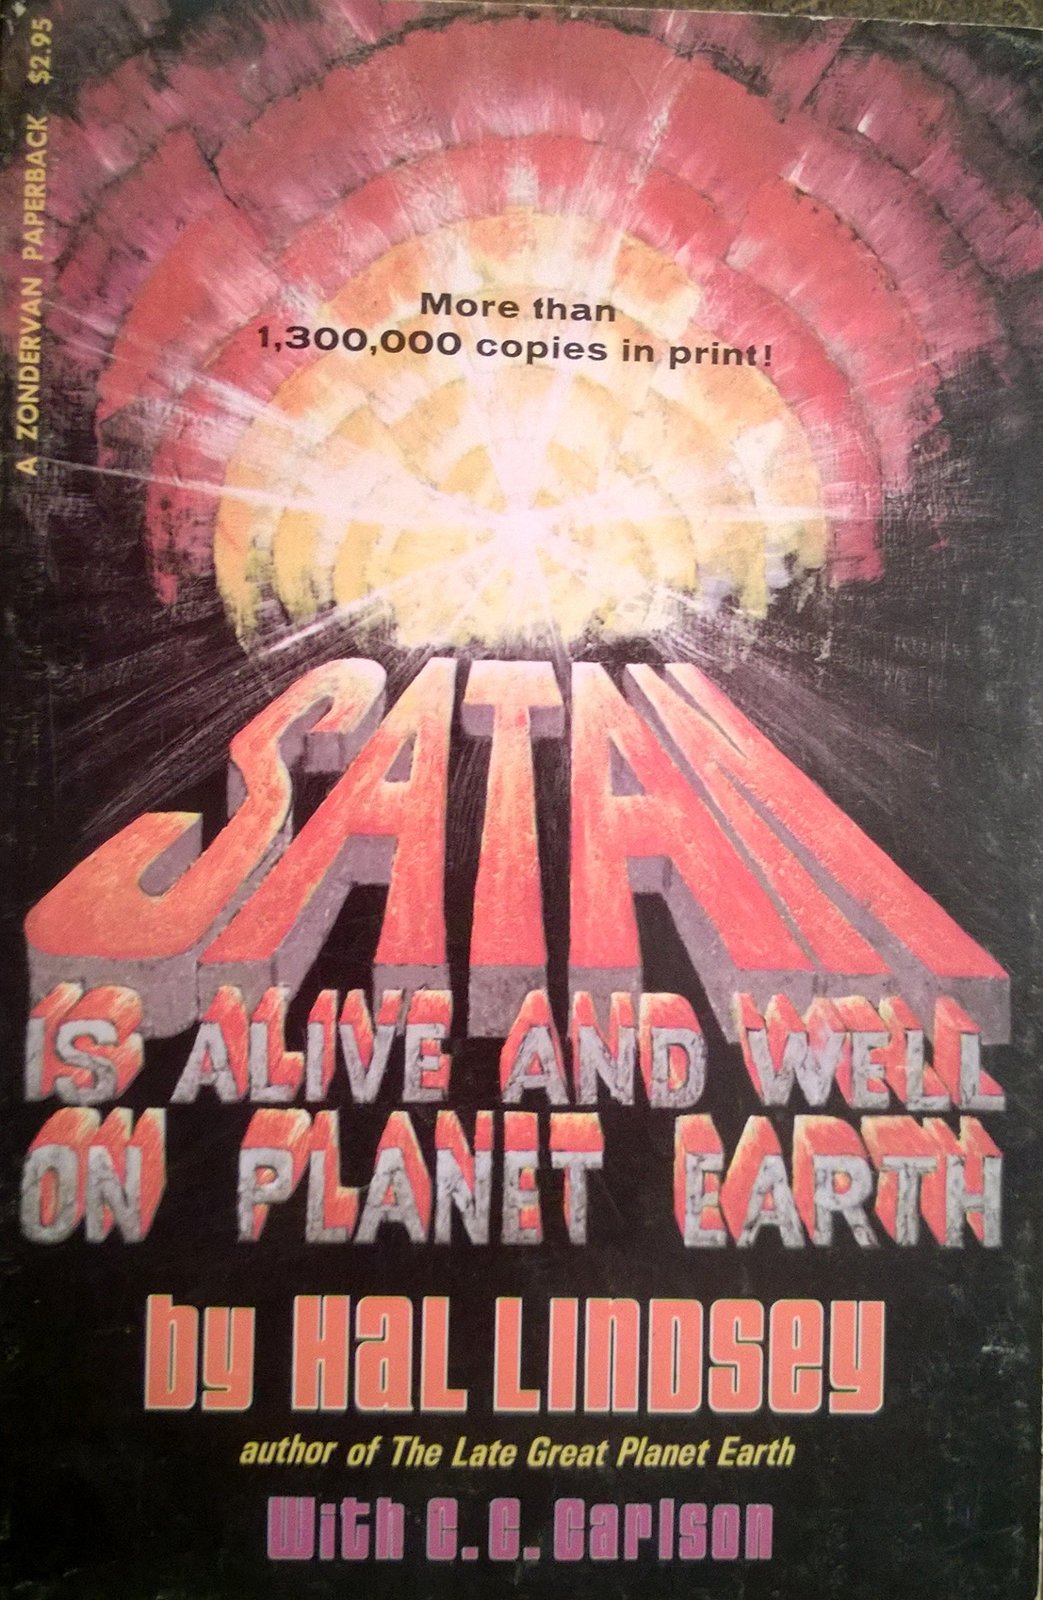 A ZONDERVAN PAPERBACK $2.95
More than
1,300,000 copies in print!
SATAN
IS ALIVE AND WELL
ON PLANET EARTH
by Hal Lindsey
author of The Late Great Planet Earth
With C. C. Carlson